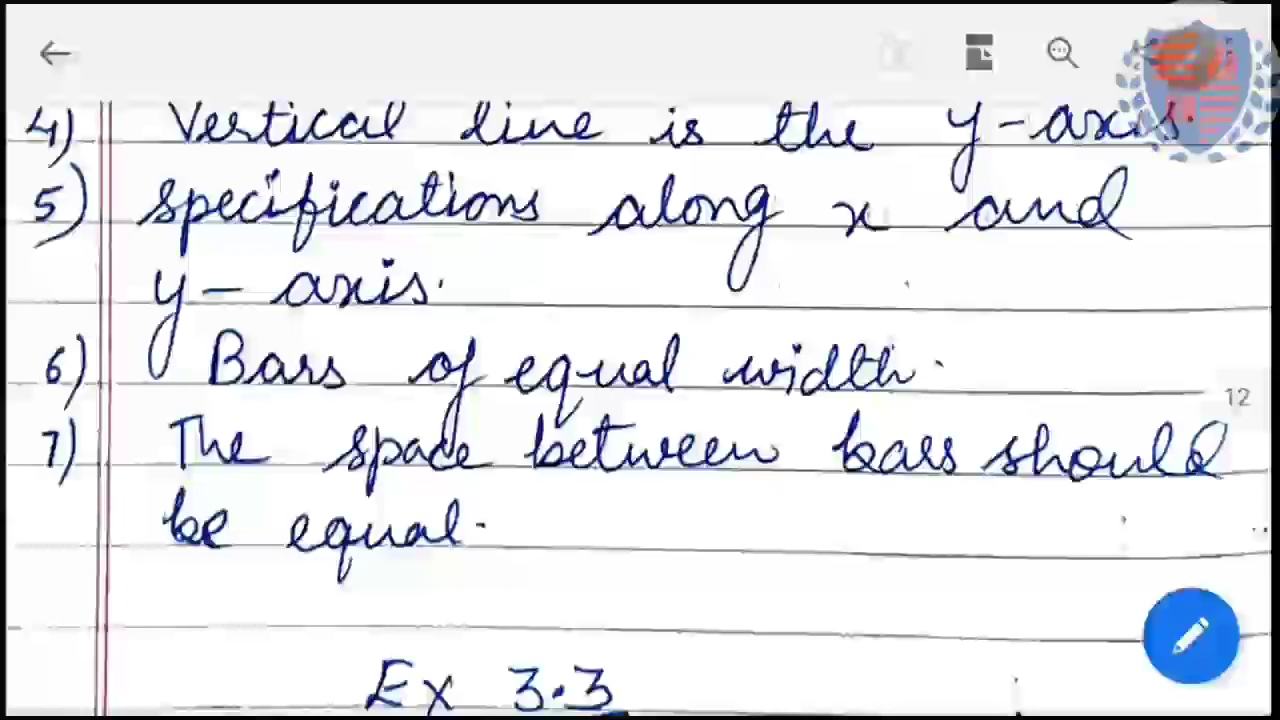 4) Vertical line is the y-axis.
5) specifications along x and
y- axis.
6) Bars of equal width.
12
7) The space between bars should
be equal.
Ex 3.3